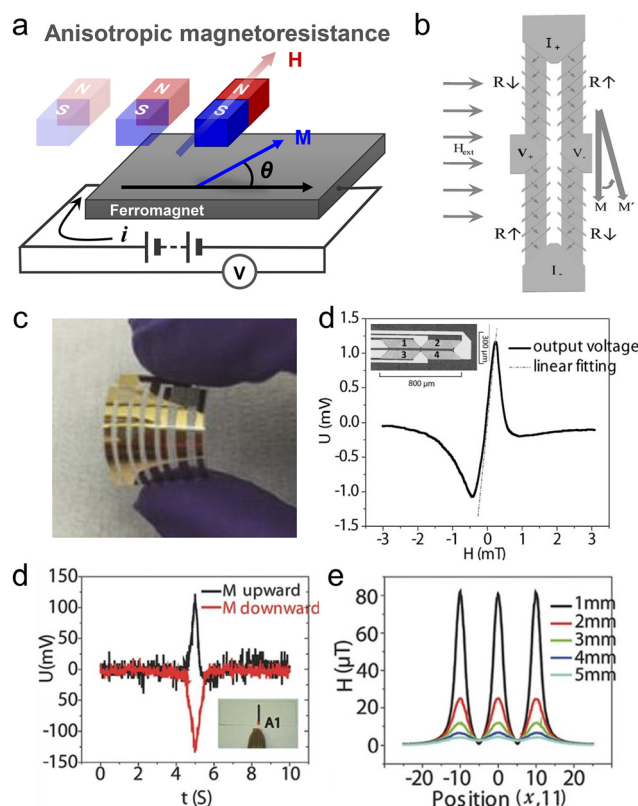 a
Anisotropic magnetoresistance
N
S
N
S
N
S
H
M
θ
Ferromagnet
i
V
b
I+
R↓
R↑
Hext
V+
V-
M
M´
R↑
R↓
I-
c
d
1
2
3
4
300 μm
800 μm
output voltage
linear fitting
1.5
1.0
0.5
0.0
-0.5
-1.0
-1.5
U (mV)
-3
-2
-1
0
1
2
3
H (mT)
d
150
100
50
0
-50
-100
-150
U(mV)
M upward
M downward
A1
0
2
4
6
8
10
t (S)
e
80
60
40
20
0
H (μT)
1mm
2mm
3mm
4mm
5mm
-20
-10
0
10
20
Position (x,11)